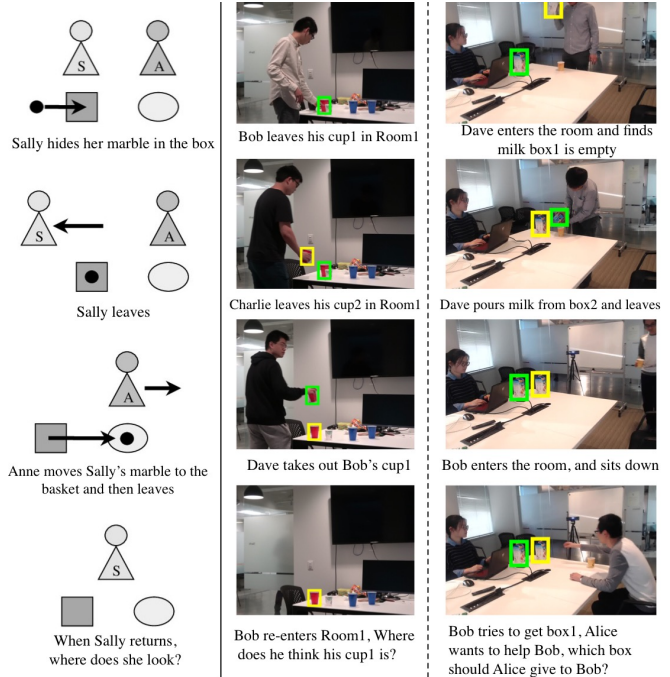 S
A
Sally hides her marble in the box
S
A
Sally leaves
A
Anne moves Sally's marble to the
basket and then leaves
S
When Sally returns,
where does she look?
Bob leaves his cup1 in Room1
Charlie leaves his cup2 in Room1
Dave takes out Bob's cup1
Bob re-enters Room1, Where
does he think his cup1 is?
Dave enters the room and finds
milk box1 is empty
Dave pours milk from box2 and leaves
Bob enters the room, and sits down
Bob tries to get box1, Alice
wants to help Bob, which box
should Alice give to Bob?